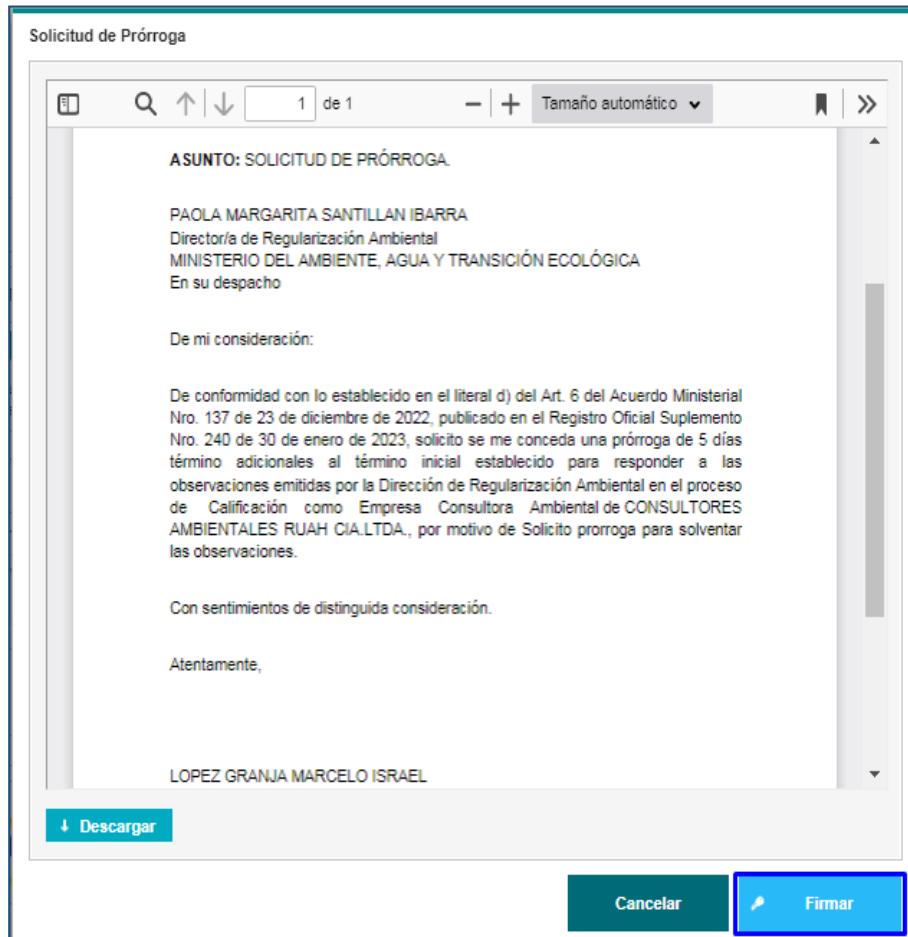 Solicitud de Prórroga
1 de 1
Tamaño automático
ASUNTO: SOLICITUD DE PRÓRROGA.
PAOLA MARGARITA SANTILLAN IBARRA
Director/a de Regularización Ambiental
MINISTERIO DEL AMBIENTE, AGUA Y TRANSICIÓN ECOLÓGICA
En su despacho
De mi consideración:
De conformidad con lo establecido en el literal d) del Art. 6 del Acuerdo Ministerial
Nro. 137 de 23 de diciembre de 2022, publicado en el Registro Oficial Suplemento
Nro. 240 de 30 de enero de 2023, solicito se me conceda una prórroga de 5 días
término adicionales al término inicial establecido para responder a las
observaciones emitidas por la Dirección de Regularización Ambiental en el proceso
de Calificación como Empresa Consultora Ambiental de CONSULTORES
AMBIENTALES RUAH CIA.LTDA., por motivo de Solicito prorroga para solventar
las observaciones.
Con sentimientos de distinguida consideración.
Atentamente,
LOPEZ GRANJA MARCELO ISRAEL
Descargar
Cancelar
Firmar